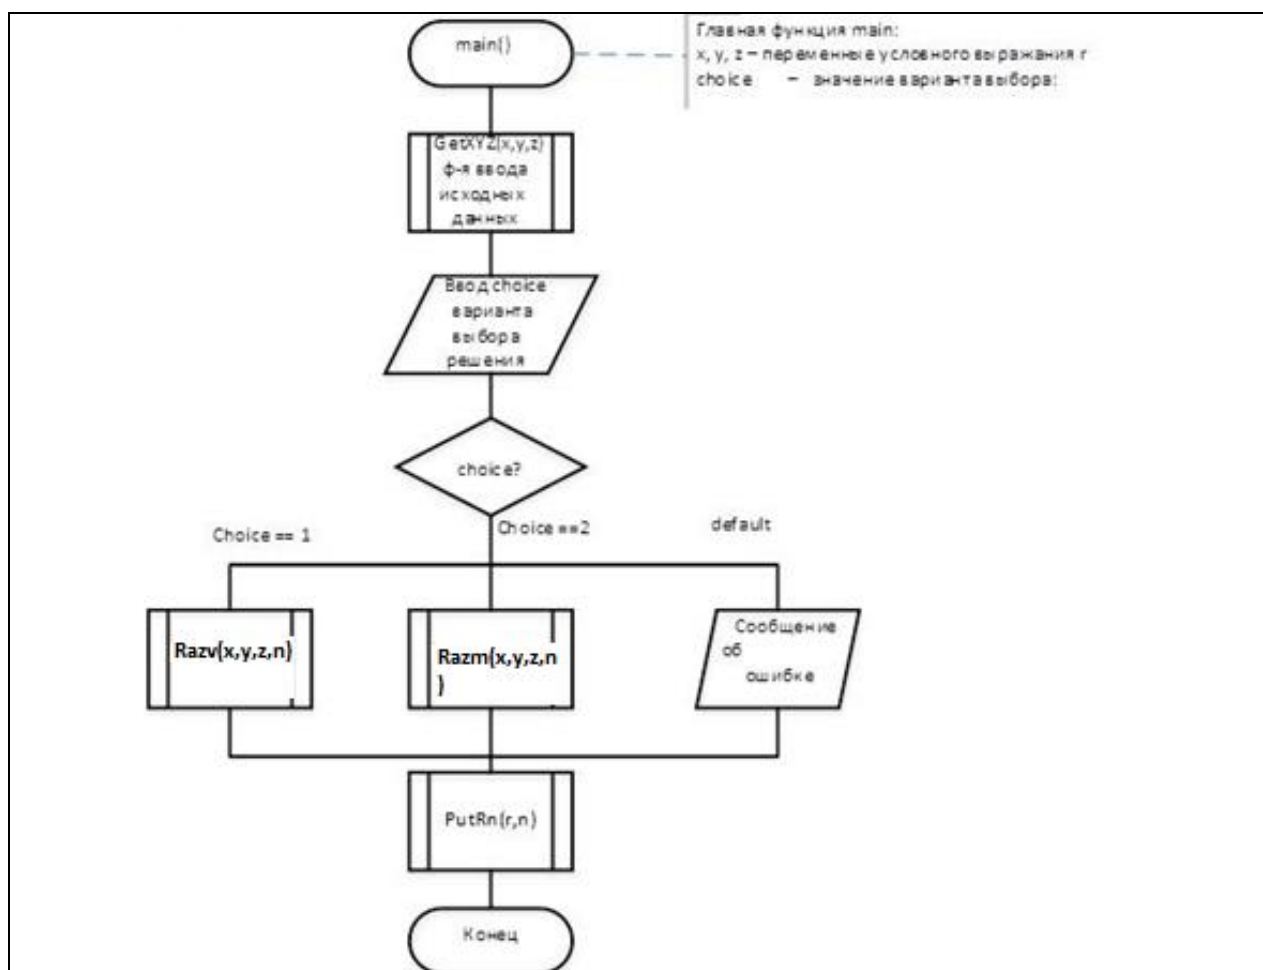 main()
Главная функция main:
x, y, z – переменные условного выражания r
choice – значение варианта выбора:
GetXYZ(x,y,z)
ф-я ввода
исходных
данных
Ввод choice
варианта
выбора
решения
choice?
Choice == 1
Choice ==2
default
Razv(x,y,z,n)
Razm(x,y,z,n
)
Сообщение
об
ошибке
PutRn(r,n)
Конец